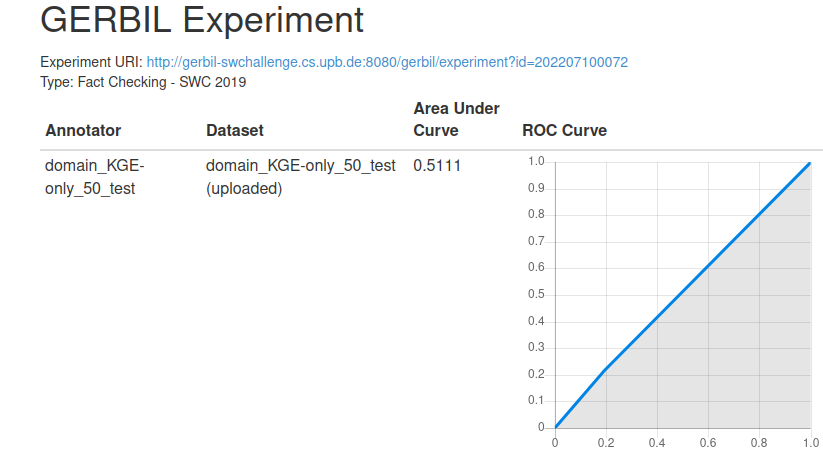 GERBIL Experiment
Experiment URI: http://gerbil-swchallenge.cs.upb.de:8080/gerbil/experiment?id=202207100072
Type: Fact Checking - SWC 2019
Annotator
Dataset
Area Under
Curve
ROC Curve
domain_KGE-
only_50_test
domain_KGE-only_50_test
(uploaded)
0.5111
1.0
0.9
0.8
0.7
0.6
0.5
0.4
0.3
0.2
0.1
0
0 0.2 0.4 0.6 0.8 1.0